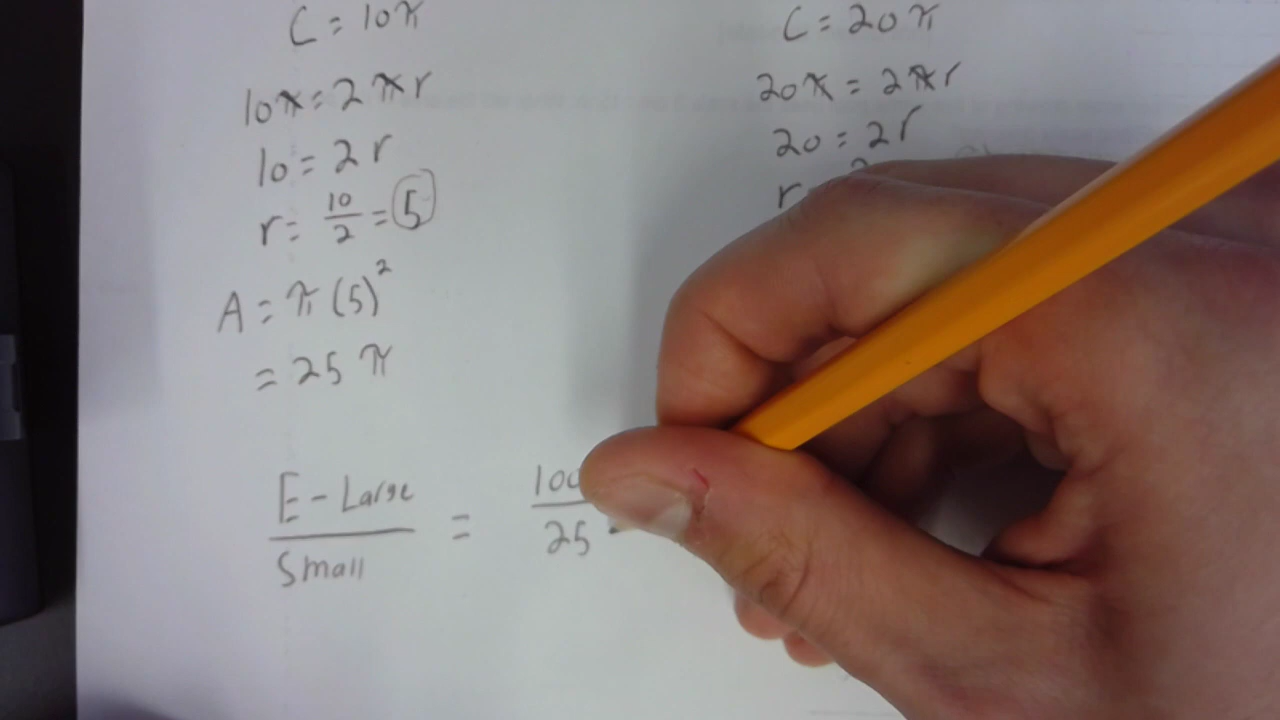 C = 10π
10π = 2πr
10 = 2r
r = 10/2 = 5
A = π(5)²
= 25π
C = 20π
20π = 2πr
20 = 2r
r
E - Large
Small
=
100
25